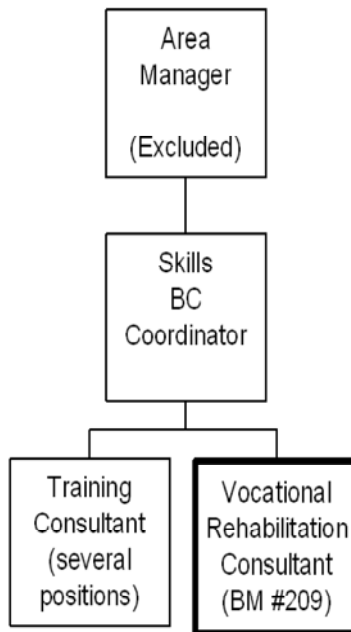 Area
Manager
(Excluded)
Skills
BC
Coordinator
Training
Consultant
(several
positions)
Vocational
Rehabilitation
Consultant
(BM #209)